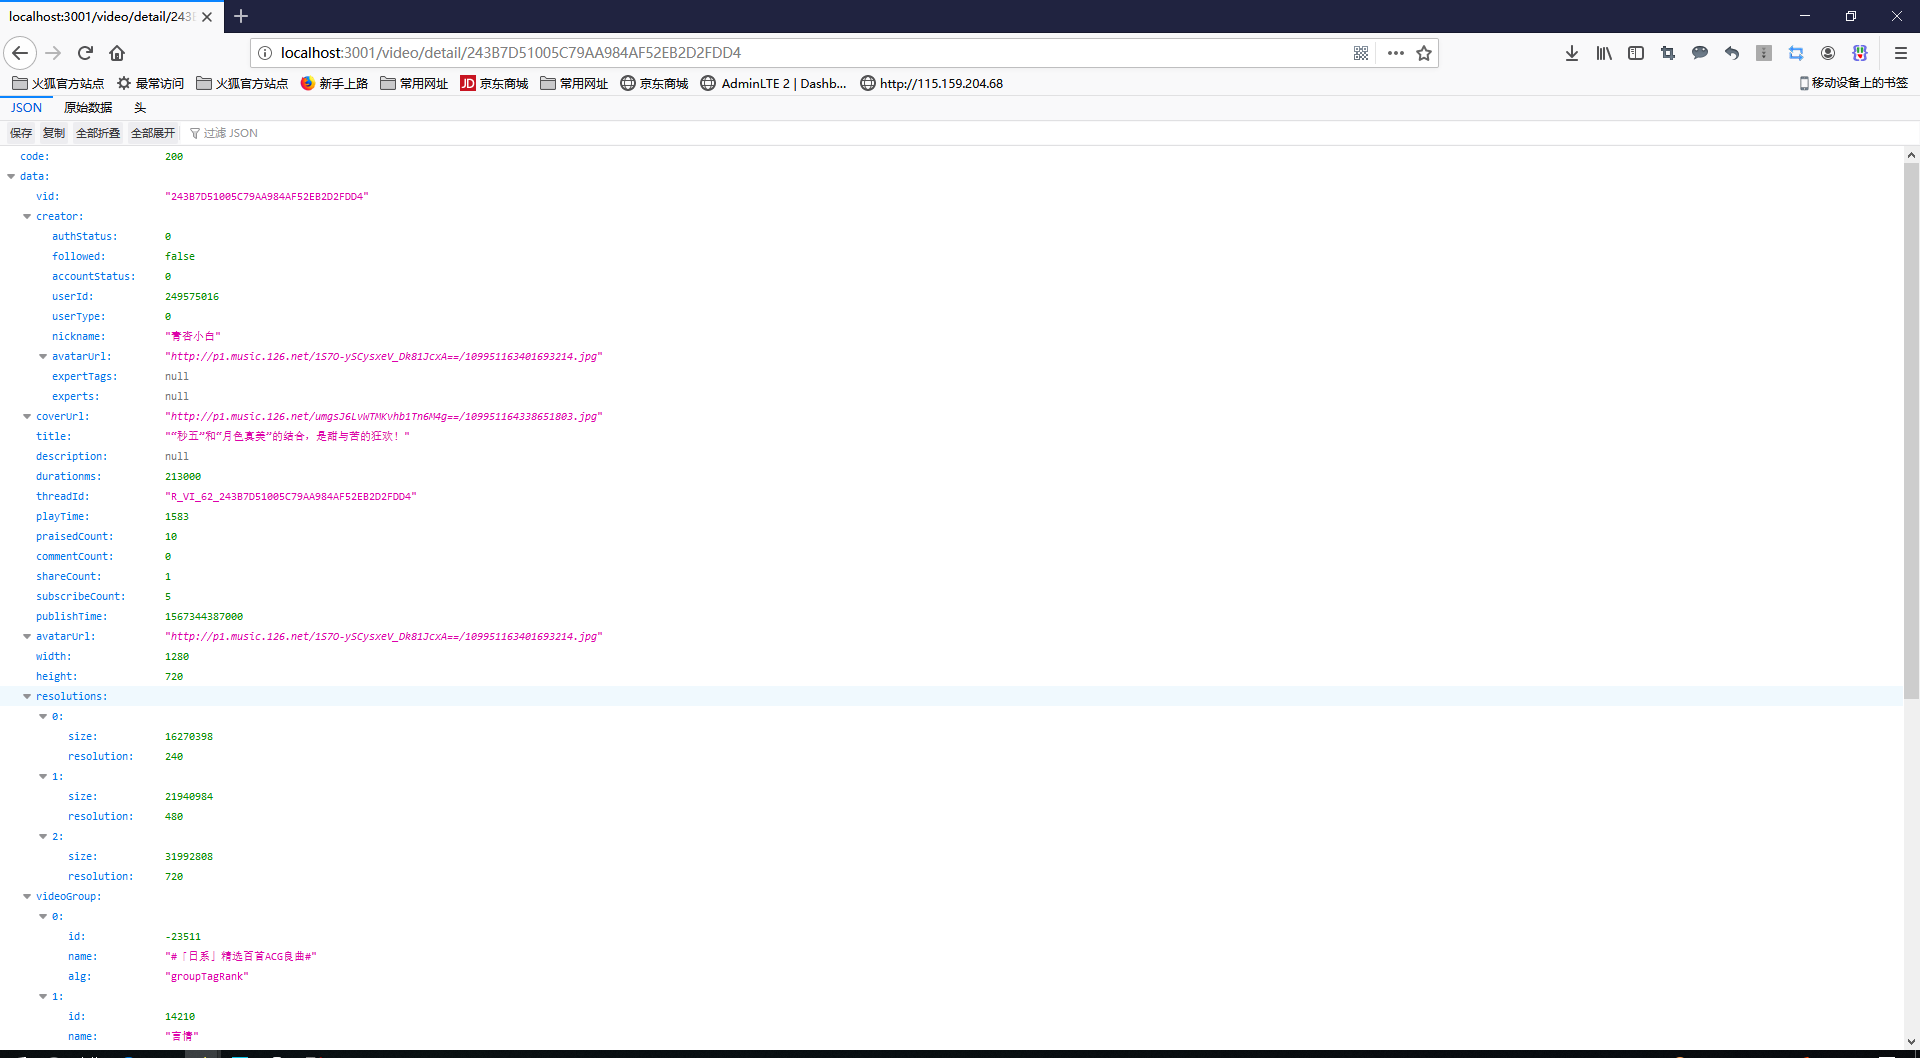 localhost:3001/video/detail/243
localhost:3001/video/detail/243B7D51005C79AA984AF52EB2D2FDD4
火狐官方站点 最常访问 火狐官方站点 新手上路 常用网址 JD 京东商城 常用网址 京东商城 AdminLTE 2 | Dashb... http://115.159.204.68 移动设备上的书签
JSON 原始数据 头
保存 复制 全部折叠 全部展开 过滤 JSON
code: 200
data:
vid: "243B7D51005C79AA984AF52EB2D2FDD4"
creator:
authStatus: 0
followed: false
accountStatus: 0
userId: 249575016
userType: 0
nickname: "青杏小白"
avatarUrl: "http://p1.music.126.net/1S7O-ySCysxeV_Dk81JcxA==/109951163401693214.jpg"
expertTags: null
experts: null
coverUrl: "http://p1.music.126.net/umgsJ6LvWTMKvhb1Tn6M4g==/109951164338651803.jpg"
title: "“秒五”和“月色真美”的结合，是甜与苦的狂欢！"
description: null
durationms: 213000
threadId: "R_VI_62_243B7D51005C79AA984AF52EB2D2FDD4"
playTime: 1583
praisedCount: 10
commentCount: 0
shareCount: 1
subscribeCount: 5
publishTime: 1567344387000
avatarUrl: "http://p1.music.126.net/1S7O-ySCysxeV_Dk81JcxA==/109951163401693214.jpg"
width: 1280
height: 720
resolutions:
0:
size: 16270398
resolution: 240
1:
size: 21940984
resolution: 480
2:
size: 31992808
resolution: 720
videoGroup:
0:
id: -23511
name: "#「日系」精选百首ACG良曲#"
alg: "groupTagRank"
1:
id: 14210
name: "言情"